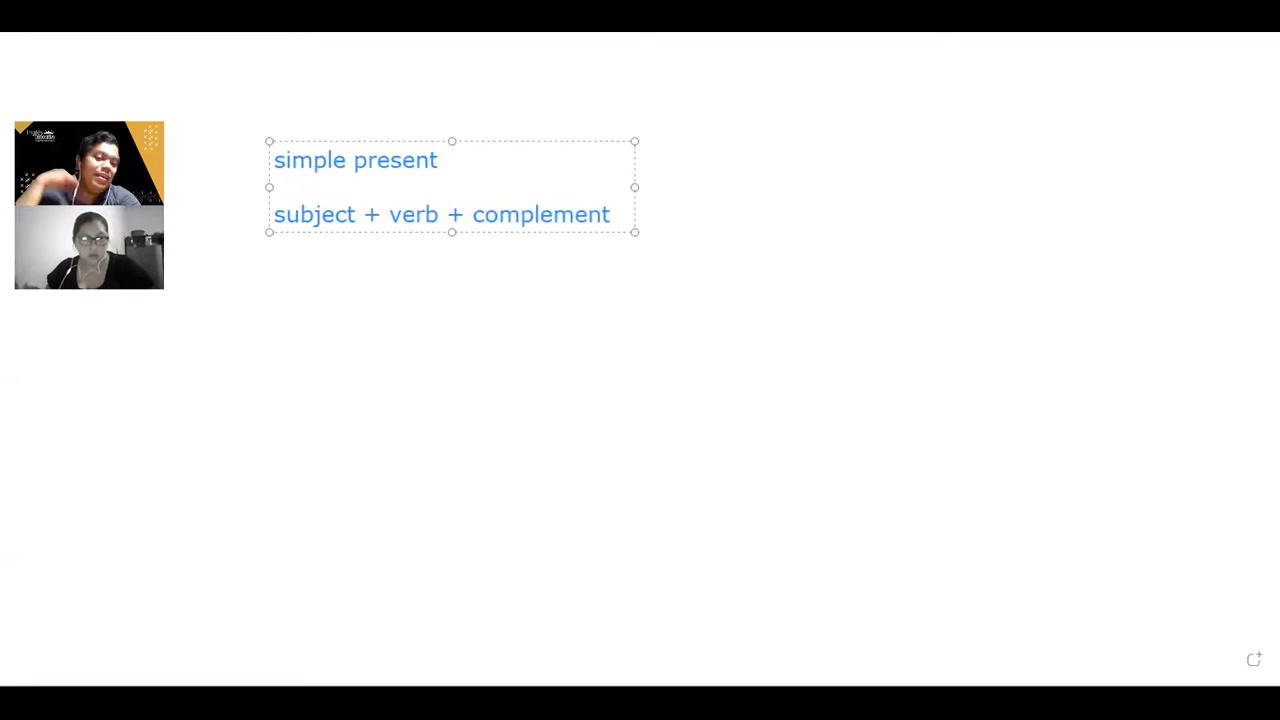 simple present
subject + verb + complement